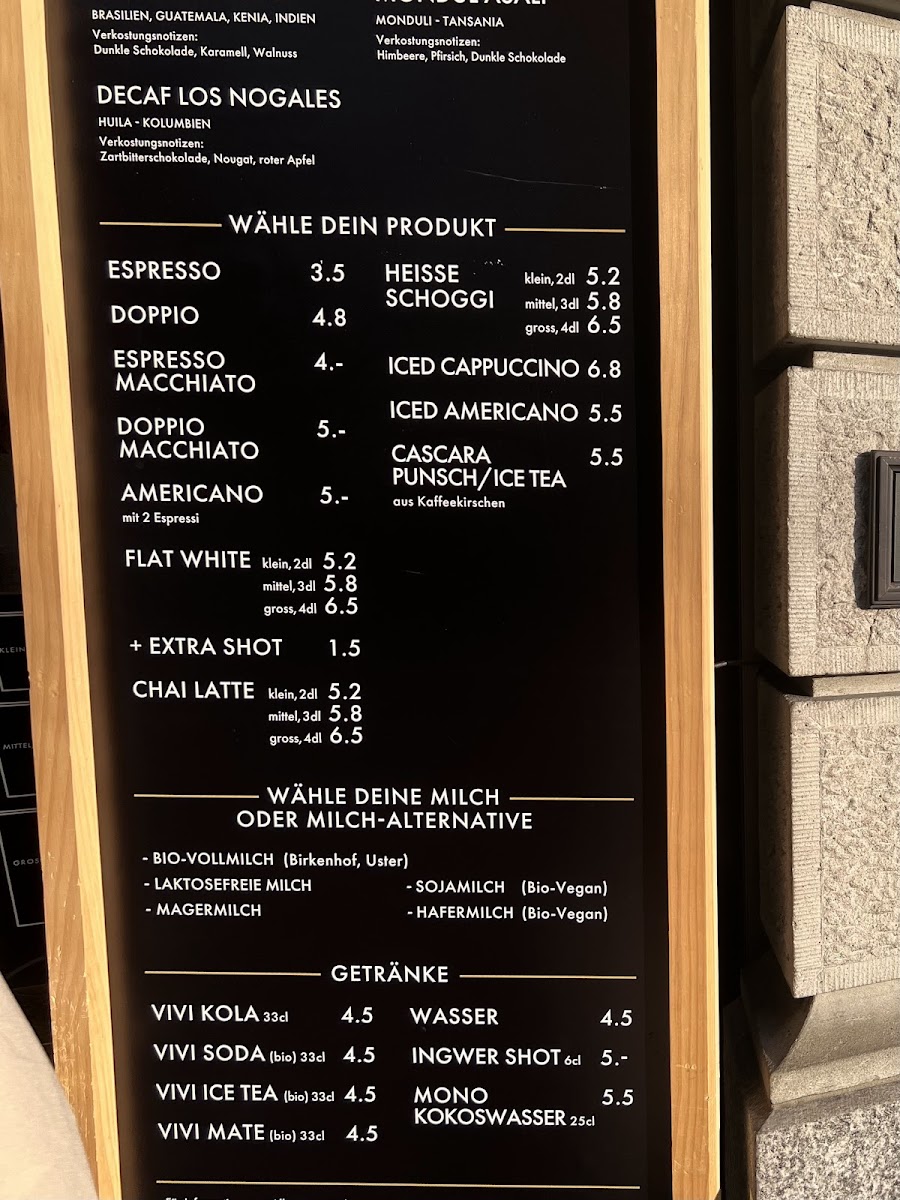 BRASILIEN, GUATEMALA, KENIA, INDIEN
Verkostungsnotizen:
Dunkle Schokolade, Karamell, Walnuss
MONDUL ASALI
MONDULI - TANSANIA
Verkostungsnotizen:
Himbeere, Pfirsich, Dunkle Schokolade
DECAF LOS NOGALES
HUILA - KOLUMBIEN
Verkostungsnotizen:
Zartbitterschokolade, Nougat, roter Apfel
WÄHLE DEIN PRODUKT
ESPRESSO 3.5
DOPPIO 4.8
ESPRESSO 4.-
MACCHIATO
DOPPIO 5.-
MACCHIATO
AMERICANO 5.-
mit 2 Espressi
FLAT WHITE klein, 2dl 5.2
mittel, 3dl 5.8
gross, 4dl 6.5
+ EXTRA SHOT 1.5
CHAI LATTE klein, 2dl 5.2
mittel, 3dl 5.8
gross, 4dl 6.5
HEISSE klein, 2dl 5.2
SCHOGGI mittel, 3dl 5.8
gross, 4dl 6.5
ICED CAPPUCCINO 6.8
ICED AMERICANO 5.5
CASCARA 5.5
PUNSCH/ICE TEA
aus Kaffeekirschen
WÄHLE DEINE MILCH
ODER MILCH-ALTERNATIVE
- BIO-VOLLMILCH (Birkenhof, Uster)
- LAKTOSEFREIE MILCH
- MAGERMILCH
- SOJAMILCH (Bio-Vegan)
- HAFERMILCH (Bio-Vegan)
GETRÄNKE
VIVI KOLA 33cl 4.5
VIVI SODA (bio) 33cl 4.5
VIVI ICE TEA (bio) 33cl 4.5
VIVI MATE (bio) 33cl 4.5
WASSER 4.5
INGWER SHOT 6cl 5.-
MONO 5.5
KOKOSWASSER 25cl
KLEIN
MITTEL
GROS